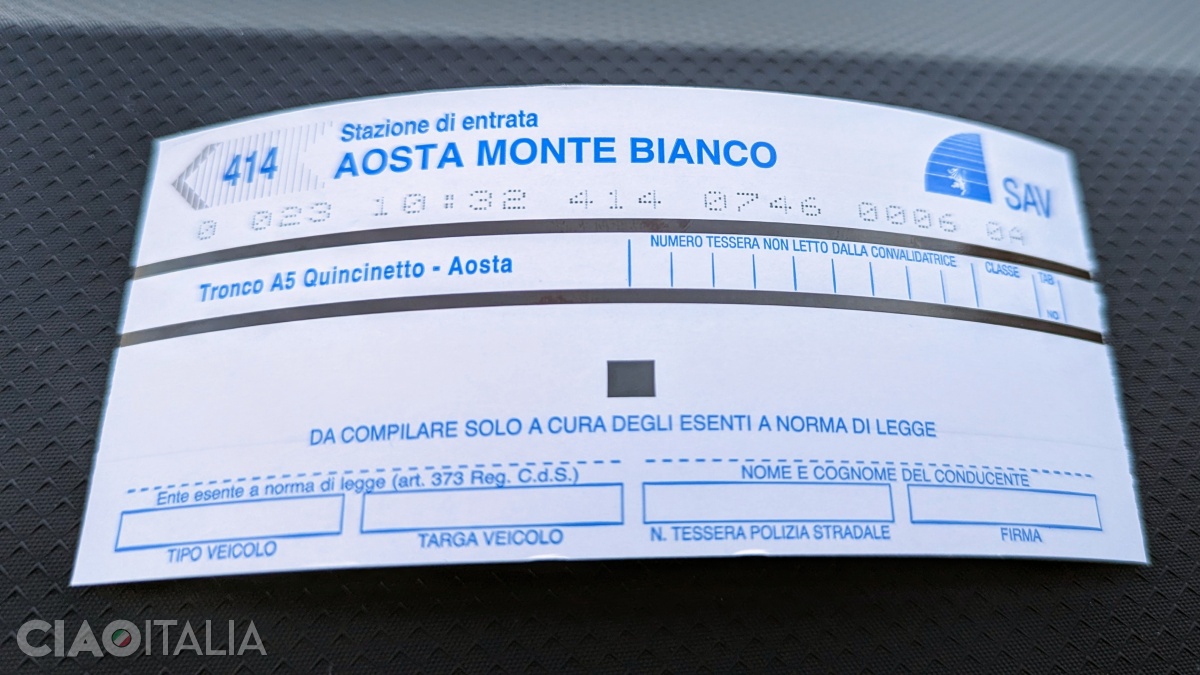 Stazione di entrata
414 AOSTA MONTE BIANCO
SAV
0 023 10:32 414 0746 0006 0A
Tronco A5 Quincinetto - Aosta
NUMERO TESSERA NON LETTO DALLA CONVALIDATRICE
CLASSE
TAB
NO
DA COMPILARE SOLO A CURA DEGLI ESENTI A NORMA DI LEGGE
Ente esente a norma di legge (art. 373 Reg. C.d.S.)
NOME E COGNOME DEL CONDUCENTE
TIPO VEICOLO
TARGA VEICOLO
N. TESSERA POLIZIA STRADALE
FIRMA
CIAOITALIA